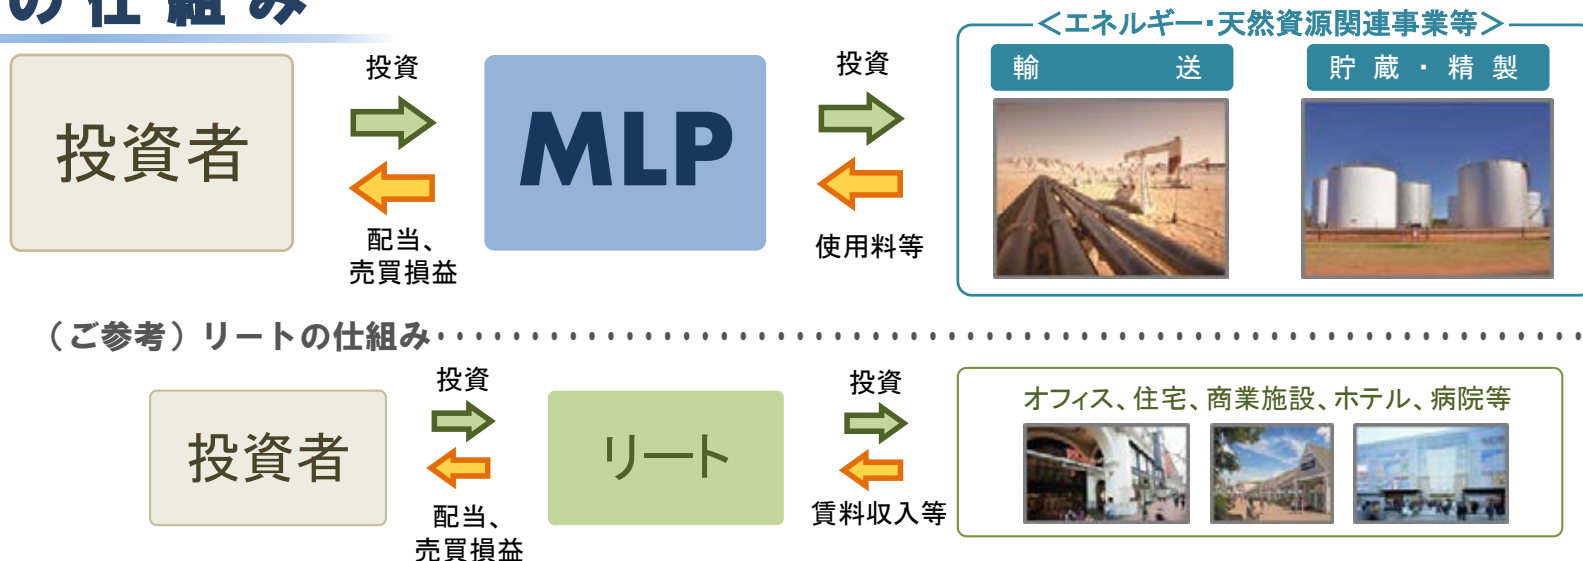 の仕組み
＜エネルギー・天然資源関連事業等＞
投資
投資
輸送
貯蔵・精製
投資者
MLP
配当、
売買損益
使用料等
（ご参考）リートの仕組み
投資
投資
オフィス、住宅、商業施設、ホテル、病院等
投資者
リート
配当、
売買損益
賃料収入等